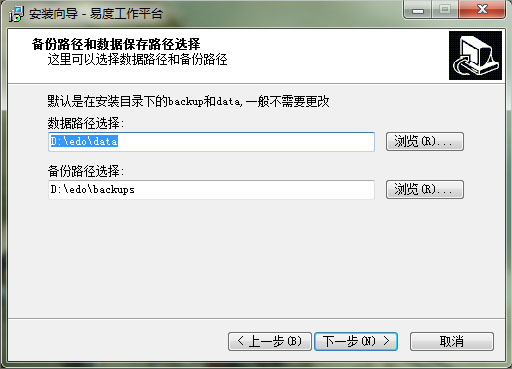 安装向导 - 易度工作平台
备份路径和数据保存路径选择
这里可以选择数据路径和备份路径
默认是在安装目录下的backup和data,一般不需要更改
数据路径选择:
D:\edo\data
浏览(R)...
备份路径选择:
D:\edo\backups
浏览(R)...
< 上一步(B)
下一步(N) >
取消